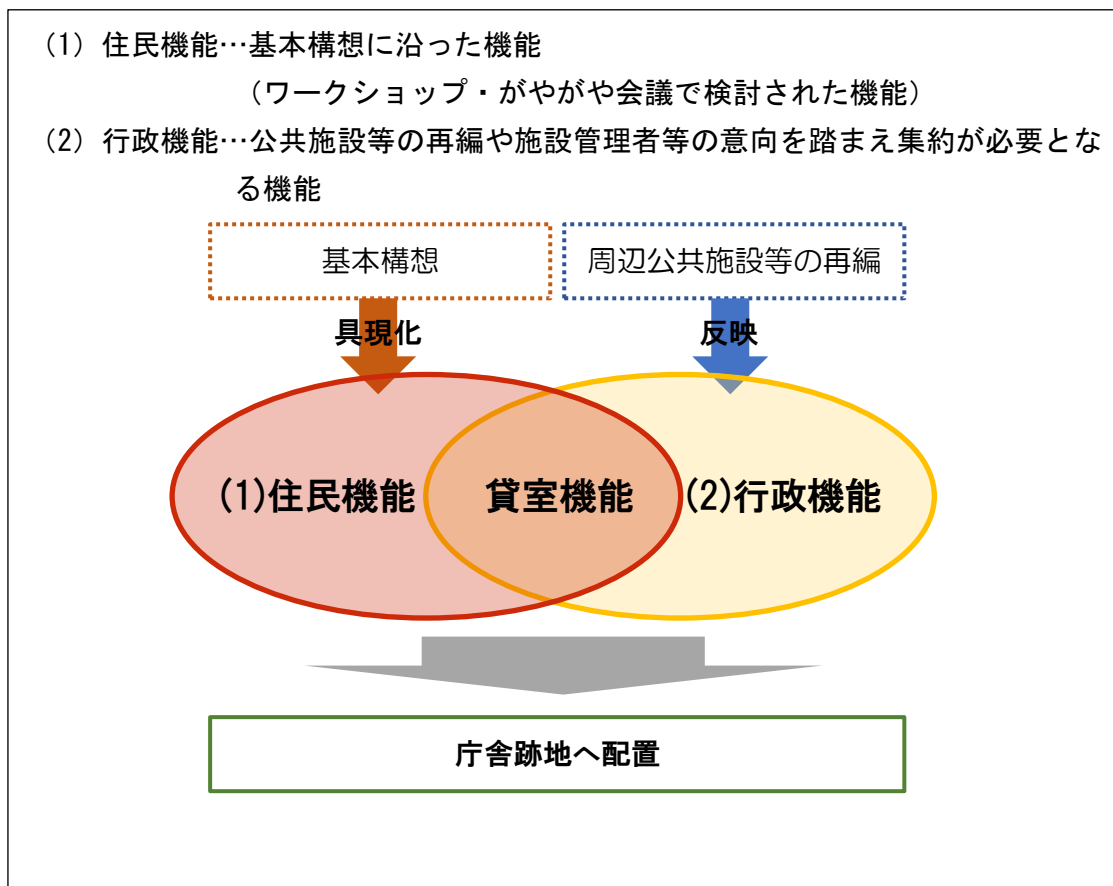 (1) 住民機能…基本構想に沿った機能
（ワークショップ・がやがや会議で検討された機能）
(2) 行政機能…公共施設等の再編や施設管理者等の意向を踏まえ集約が必要とな
る機能
基本構想
周辺公共施設等の再編
具現化
反映
(1)住民機能
貸室機能
(2)行政機能
庁舎跡地へ配置